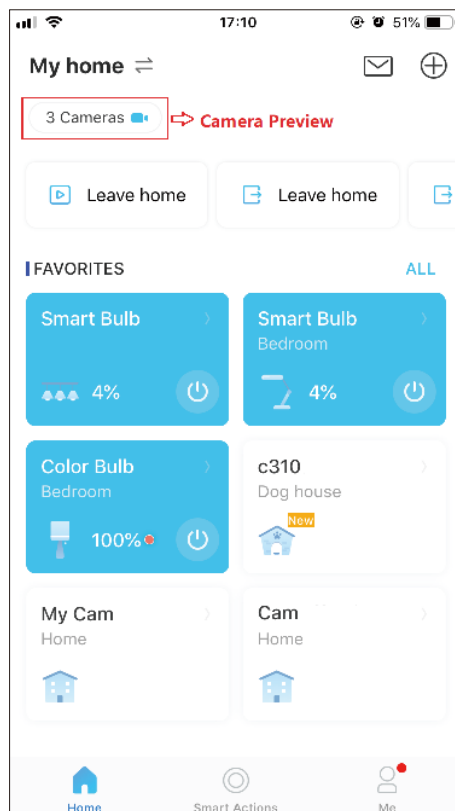 17:10
51%
My home
3 Cameras
Camera Preview
Leave home
Leave home
FAVORITES
ALL
Smart Bulb
4%
Smart Bulb
Bedroom
4%
Color Bulb
Bedroom
100%
c310
Dog house
New
My Cam
Home
Cam
Home
Home
Smart Actions
Me